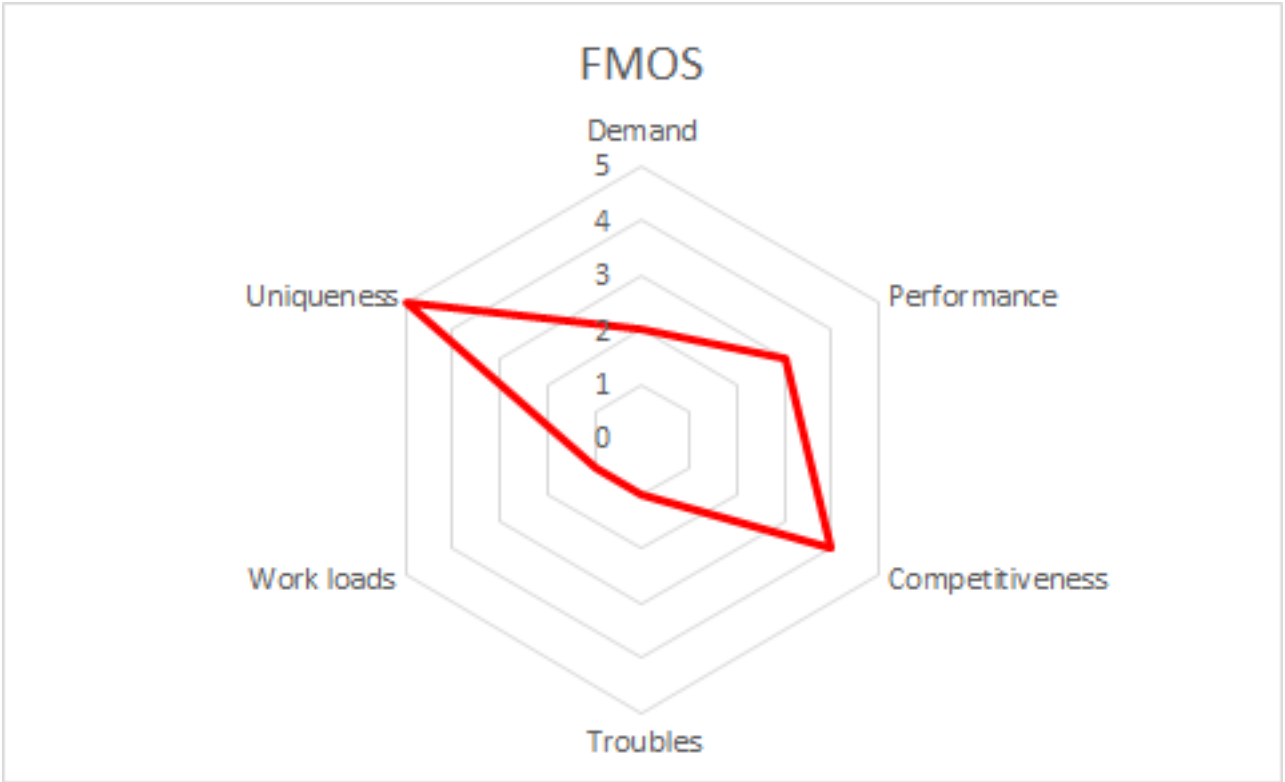 FMOS
Demand
5
4
3
2
1
0
Uniqueness
Performance
Work loads
Competitiveness
Troubles